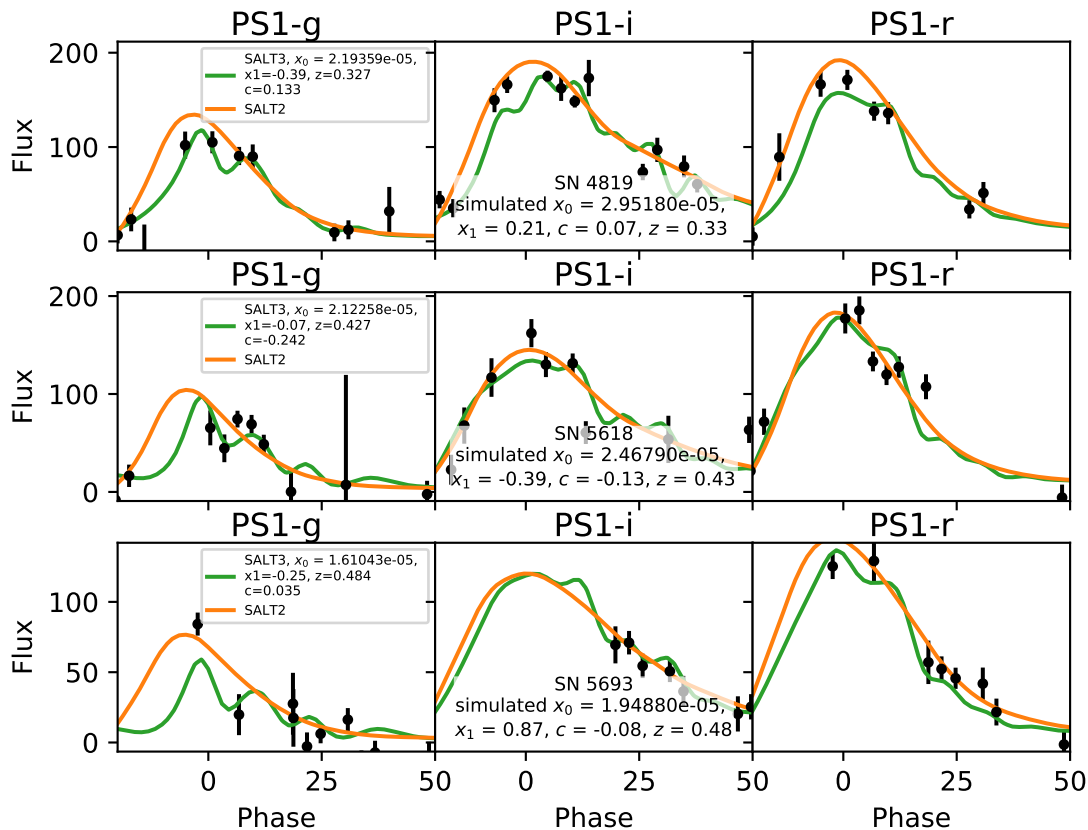 PS1-g
PS1-i
PS1-r
200
100
0
Flux
SALT3, x₀ = 2.19359e-05,
x1=-0.39, z=0.327
c=0.133
SALT2
SN 4819
simulated x₀ = 2.95180e-05,
x₁ = 0.21, c = 0.07, z = 0.33
PS1-g
PS1-i
PS1-r
200
100
0
Flux
SALT3, x₀ = 2.12258e-05,
x1=-0.07, z=0.427
c=-0.242
SALT2
SN 5618
simulated x₀ = 2.46790e-05,
x₁ = -0.39, c = -0.13, z = 0.43
PS1-g
PS1-i
PS1-r
100
50
0
Flux
SALT3, x₀ = 1.61043e-05,
x1=-0.25, z=0.484
c=0.035
SALT2
SN 5693
simulated x₀ = 1.94880e-05,
x₁ = 0.87, c = -0.08, z = 0.48
0 25 50 0 25 50 0 25 50
Phase Phase Phase